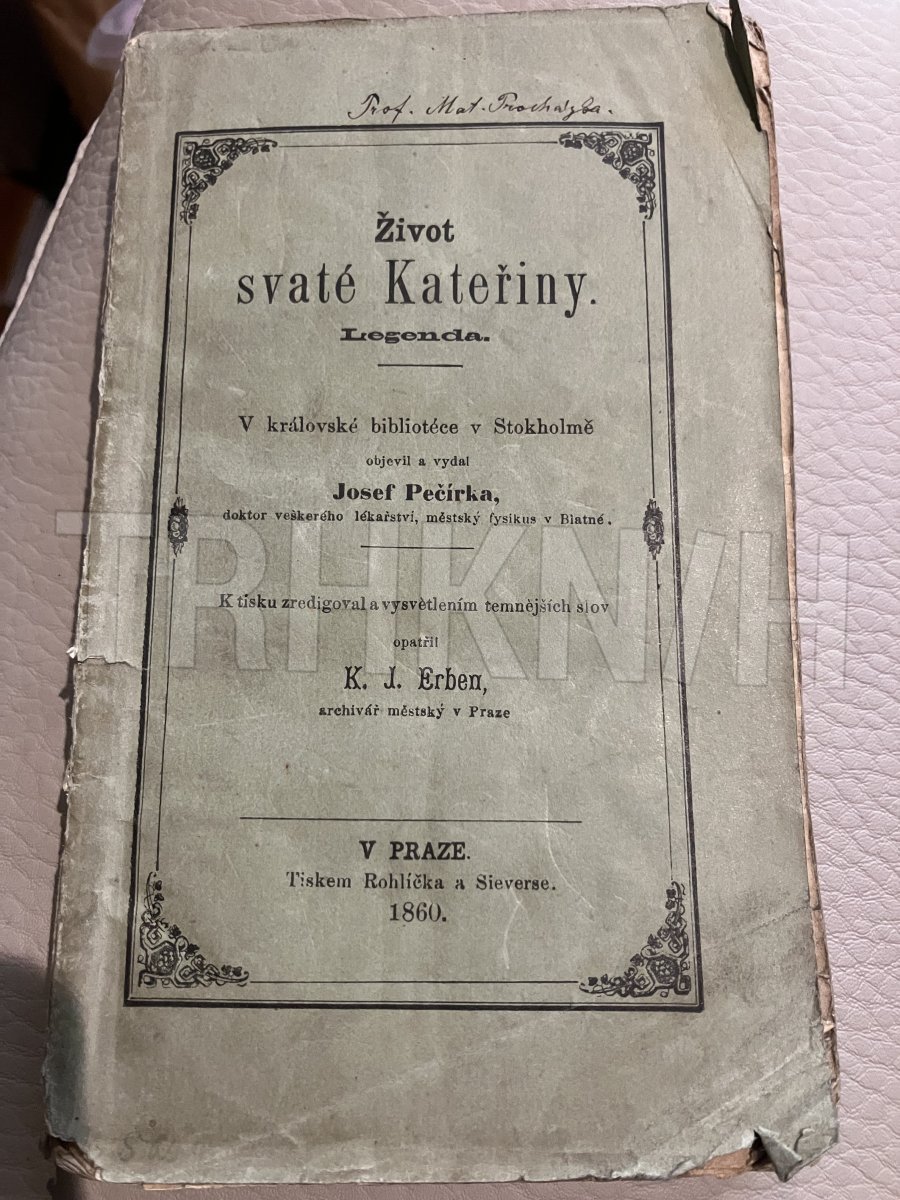 Prof. Mat. Procházka.
Život
svaté Kateřiny.
Legenda.
V královské bibliotéce v Stokholmě
objevil a vydal
Josef Pečírka,
doktor veškerého lékařství, městský fysikus v Blatné.
K tisku zredigoval a vysvětlením temnějších slov
opatřil
K. J. Erben,
archivář městský v Praze
V PRAZE.
Tiskem Rohlíčka a Sieverse.
1860.
TRHKNIH